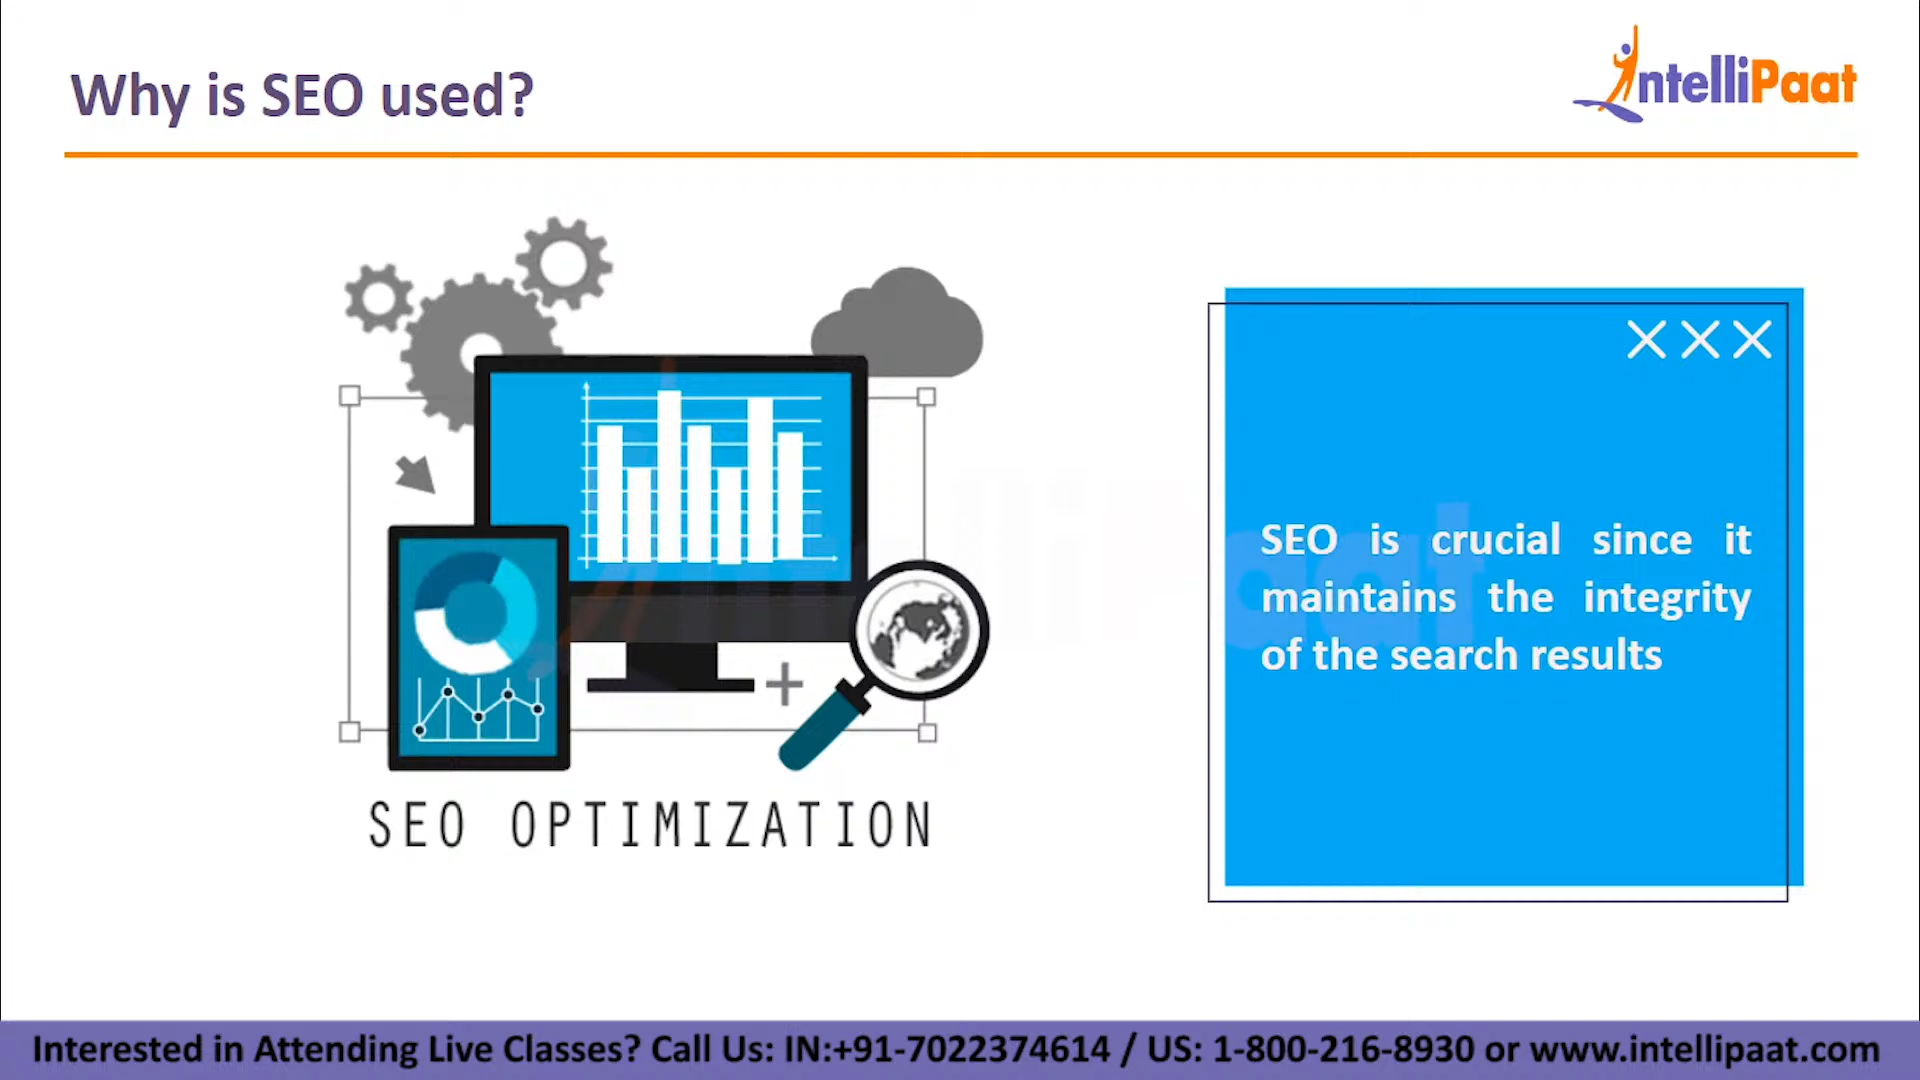 Why is SEO used?
IntelliPaat
SEO is crucial since it
maintains the integrity
of the search results
SEO OPTIMIZATION
Interested in Attending Live Classes? Call Us: IN:+91-7022374614 / US: 1-800-216-8930 or www.intellipaat.com